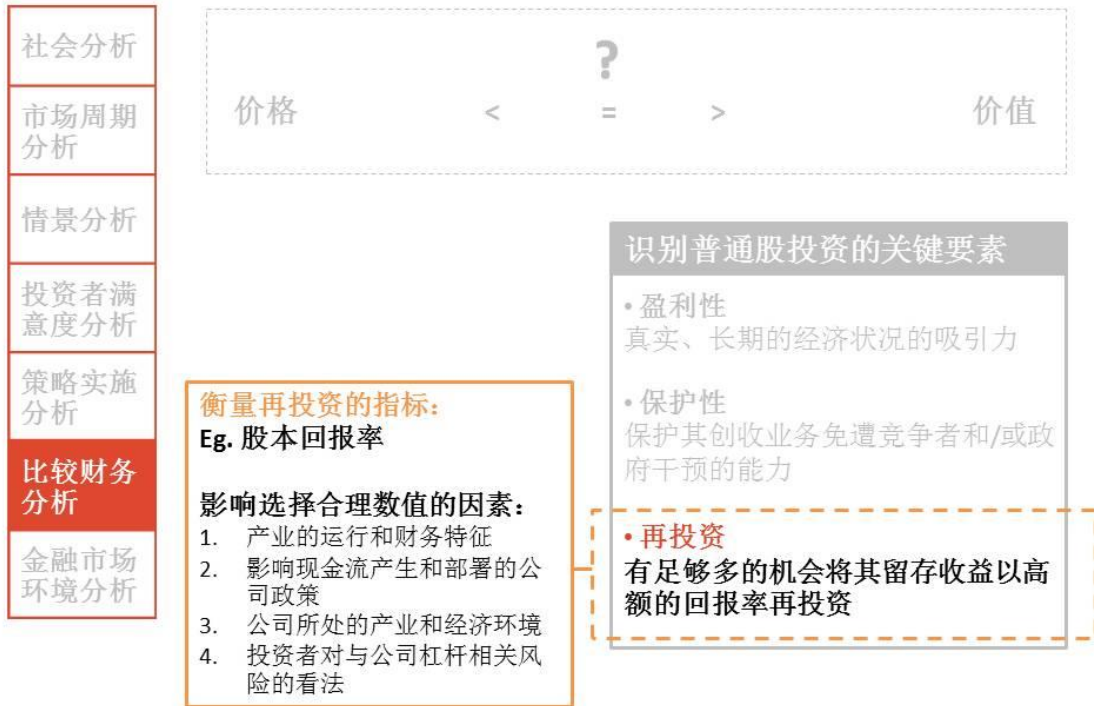 社会分析
市场周期
分析
情景分析
投资者满
意度分析
策略实施
分析
比较财务
分析
金融市场
环境分析
?
价格 < = > 价值
识别普通股投资的关键要素
• 盈利性
真实、长期的经济状况的吸引力
• 保护性
保护其创收业务免遭竞争者和/或政
府干预的能力
• 再投资
有足够多的机会将其留存收益以高
额的回报率再投资
衡量再投资的指标：
Eg. 股本回报率
影响选择合理数值的因素：
1. 产业的运行和财务特征
2. 影响现金流产生和部署的公
司政策
3. 公司所处的产业和经济环境
4. 投资者对与公司杠杆相关风
险的看法